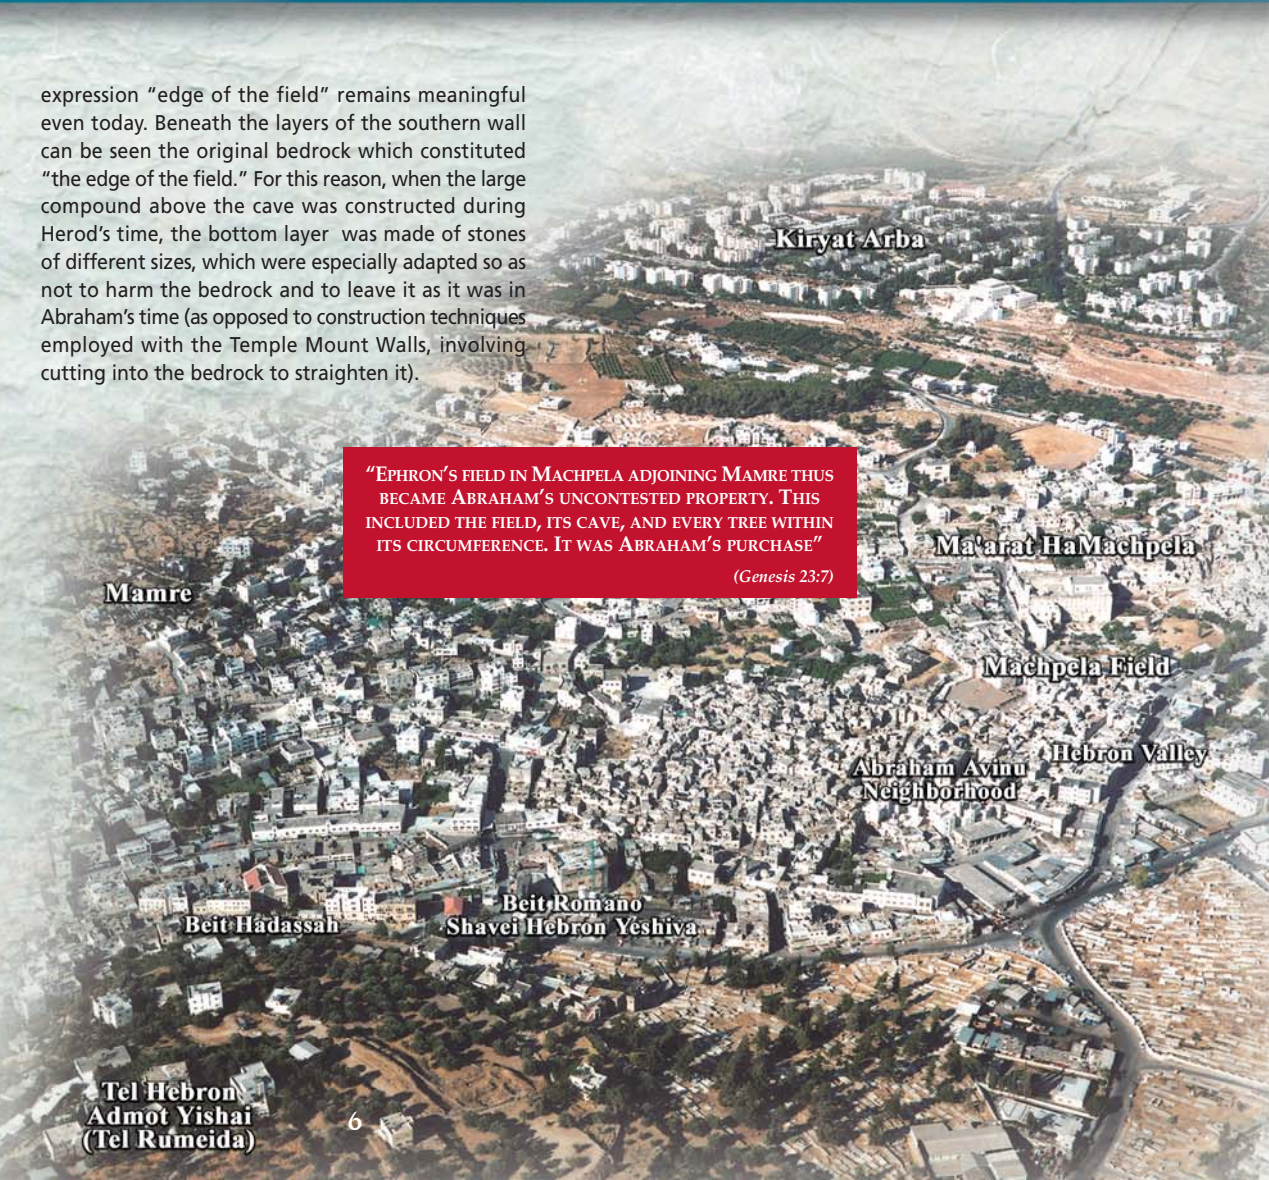 expression “edge of the field” remains meaningful
even today. Beneath the layers of the southern wall
can be seen the original bedrock which constituted
“the edge of the field.” For this reason, when the large
compound above the cave was constructed during
Herod’s time, the bottom layer was made of stones
of different sizes, which were especially adapted so as
not to harm the bedrock and to leave it as it was in
Abraham’s time (as opposed to construction techniques
employed with the Temple Mount Walls, involving
cutting into the bedrock to straighten it).
Kiryat Arba
“Ephron’s field in Machpela adjoining Mamre thus
became Abraham’s uncontested property. This
included the field, its cave, and every tree within
its circumference. It was Abraham’s purchase”
(Genesis 23:7)
Ma'arat HaMachpela
Mamre
Machpela Field
Hebron Valley
Abraham Avinu
Neighborhood
Beit Romano
Shavei Hebron Yeshiva
Beit Hadassah
Tel Hebron
Admot Yishai
(Tel Rumeida)
6